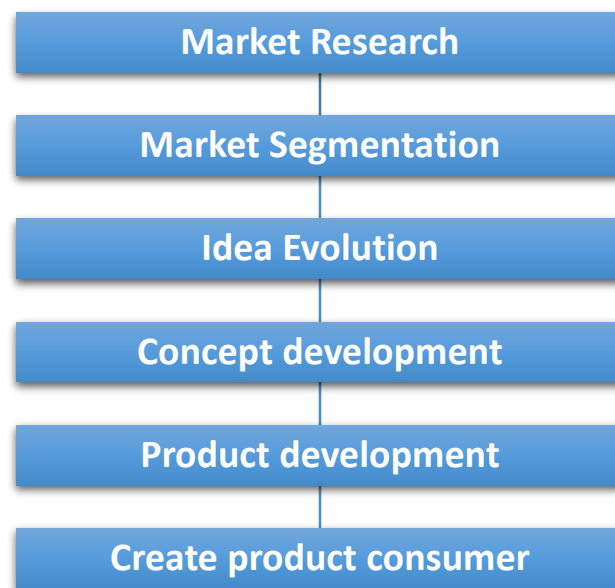 Market Research
Market Segmentation
Idea Evolution
Concept development
Product development
Create product consumer